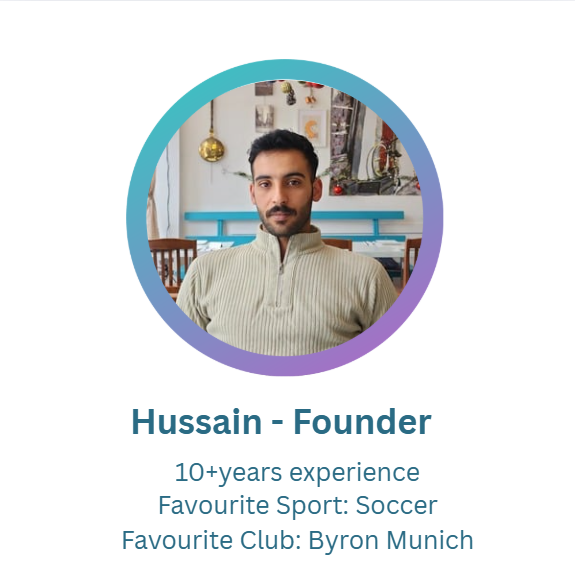 Hussain - Founder
10+years experience
Favourite Sport: Soccer
Favourite Club: Byron Munich